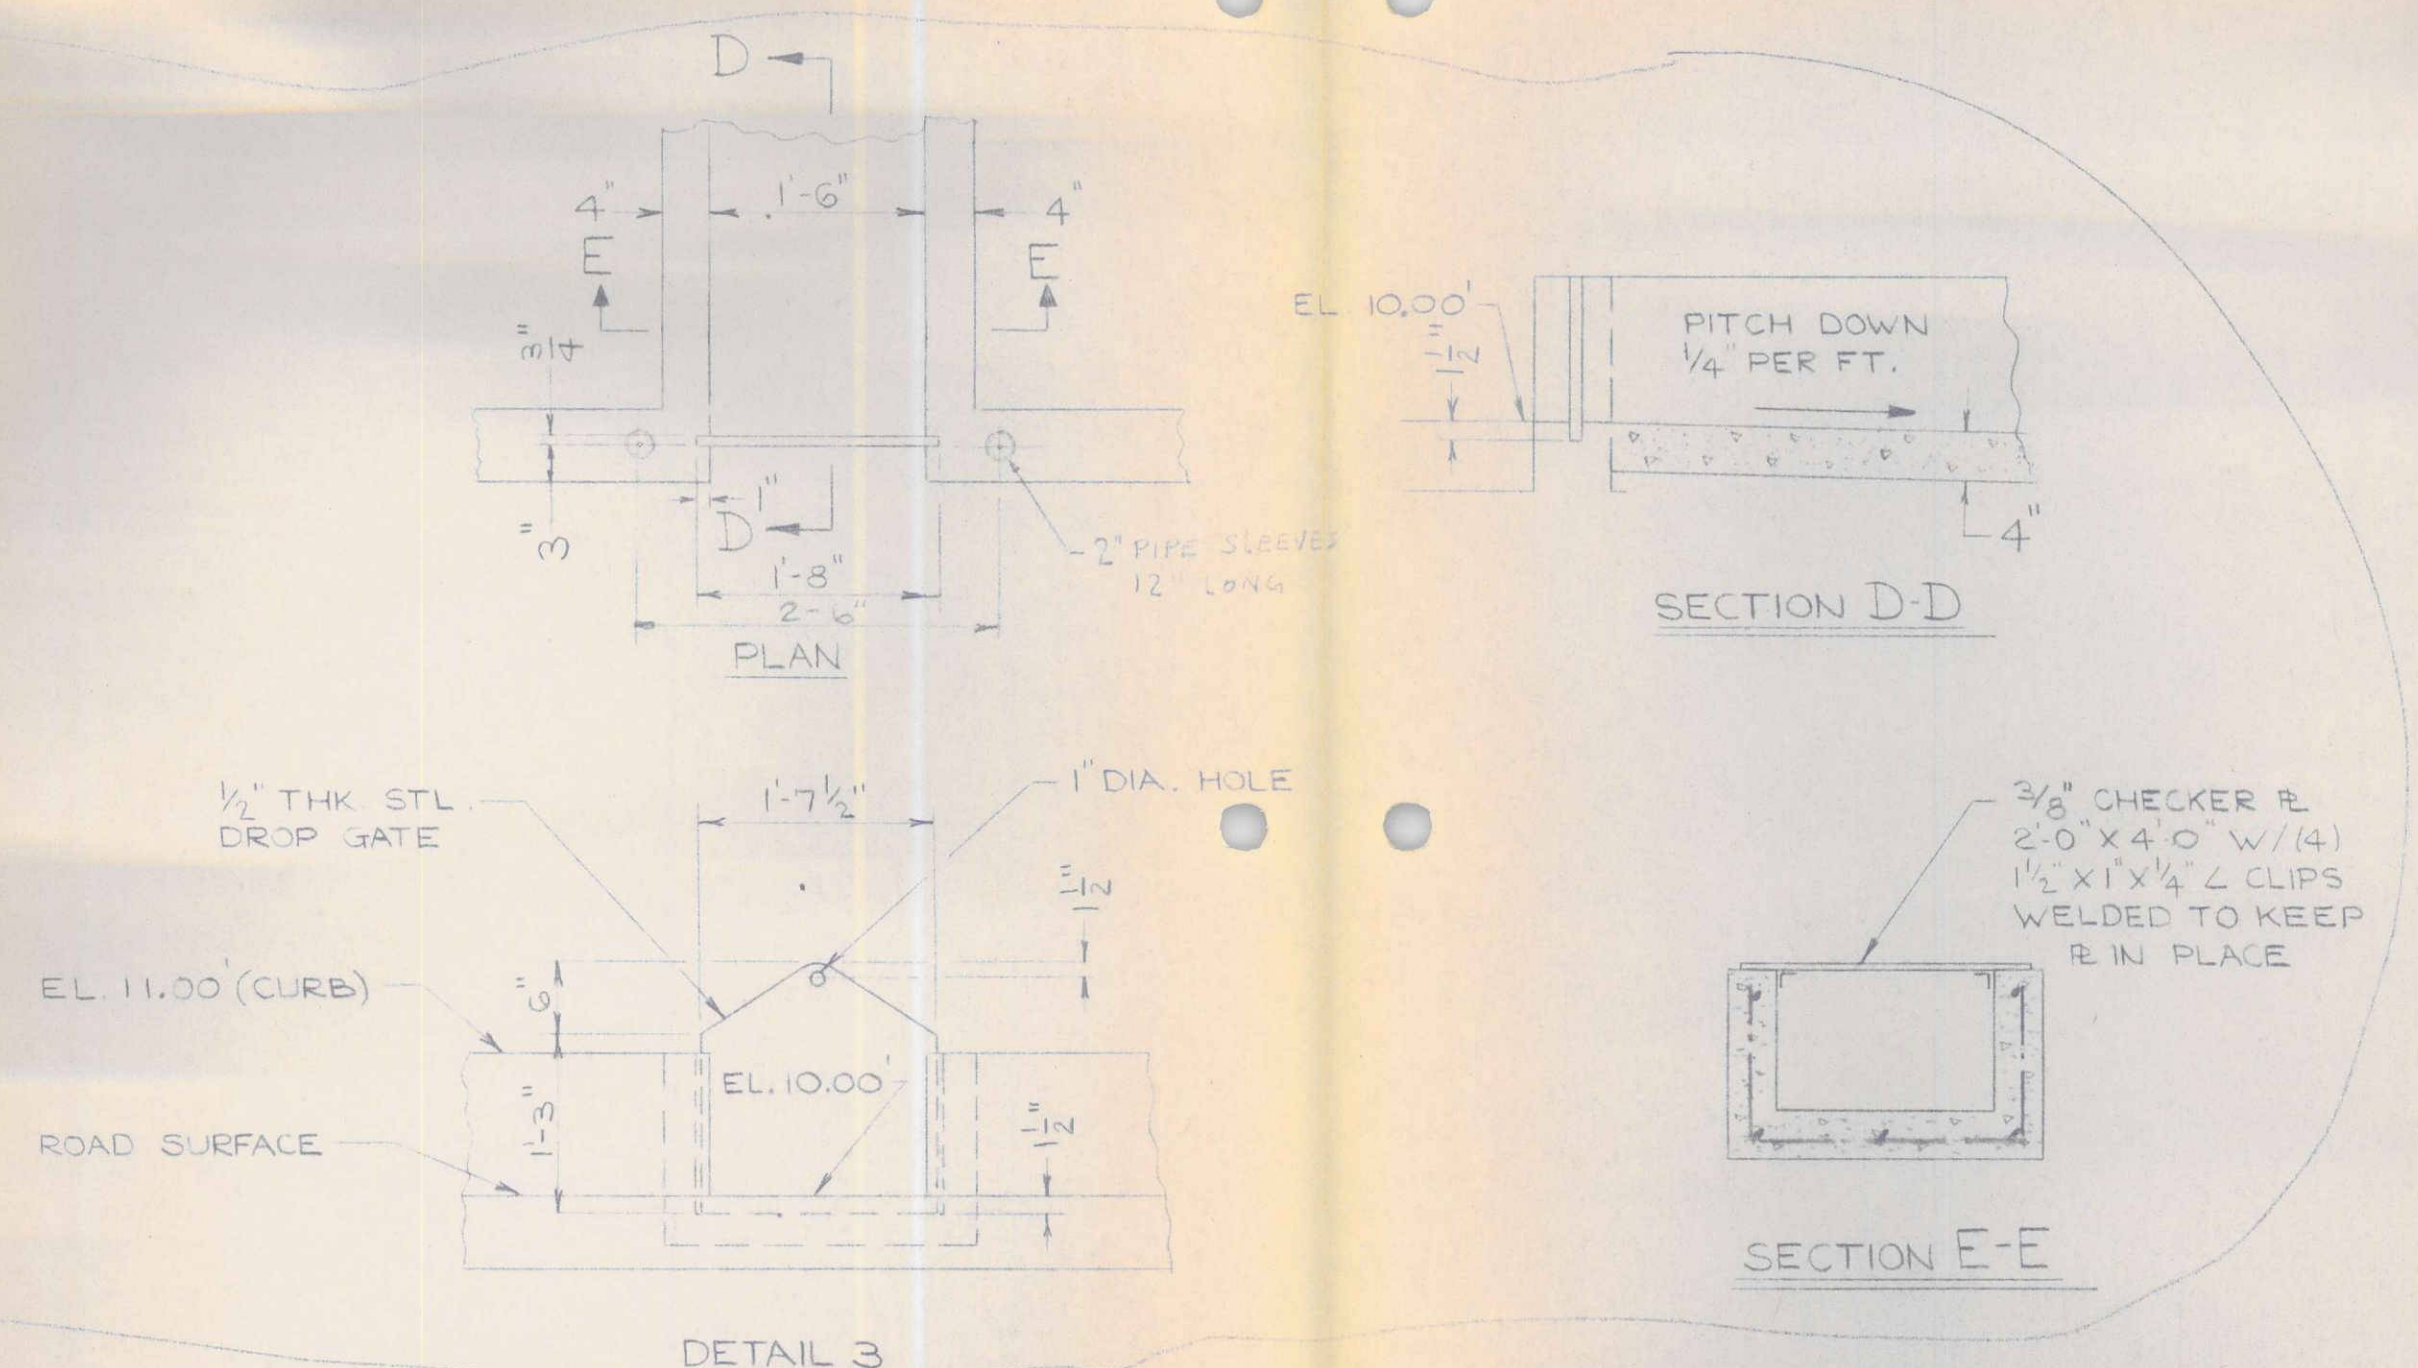 D
4"
1'-6"
4"
E
E
3/4"
3"
1"
D
1'-8"
2-6"
2" PIPE SLEEVES
12" LONG
PLAN
EL 10.00'
1 1/2"
PITCH DOWN
1/4" PER FT.
4"
SECTION D-D
1/2" THK. STL.
DROP GATE
1'-7 1/2"
1" DIA. HOLE
1 1/2"
EL. 11.00' (CURB)
6"
EL. 10.00'
1'-3"
1 1/2"
ROAD SURFACE
DETAIL 3
3/8" CHECKER ⅊
2'-0" X 4'-0" W/(4)
1 1/2" X 1" X 1/4" ∠ CLIPS
WELDED TO KEEP
⅊ IN PLACE
SECTION E-E